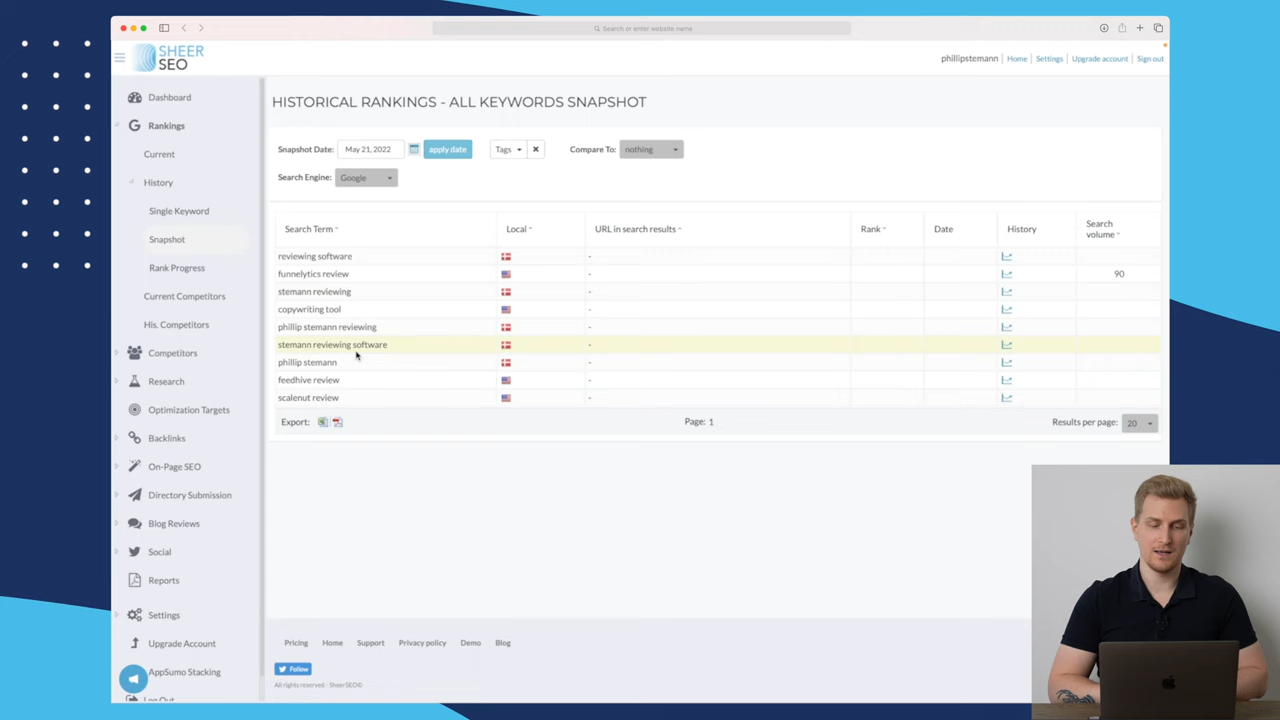 Search or enter website name
SHEER
SEO
phillipstemann Home Settings Upgrade account Sign out
Dashboard
Rankings
Current
History
Single Keyword
Snapshot
Rank Progress
Current Competitors
His. Competitors
Competitors
Research
Optimization Targets
Backlinks
On-Page SEO
Directory Submission
Blog Reviews
Social
Reports
Settings
Upgrade Account
AppSumo Stacking
Log Out
HISTORICAL RANKINGS - ALL KEYWORDS SNAPSHOT
Snapshot Date: May 21, 2022 apply date Tags Compare To: nothing
Search Engine: Google
Search Term Local URL in search results Rank Date History Search volume
reviewing software -
funnelytics review - 90
stemann reviewing -
copywriting tool -
phillip stemann reviewing -
stemann reviewing software -
phillip stemann -
feedhive review -
scalenut review -
Export: Page: 1 Results per page: 20
Pricing Home Support Privacy policy Demo Blog
Follow
All rights reserved - SheerSEO©